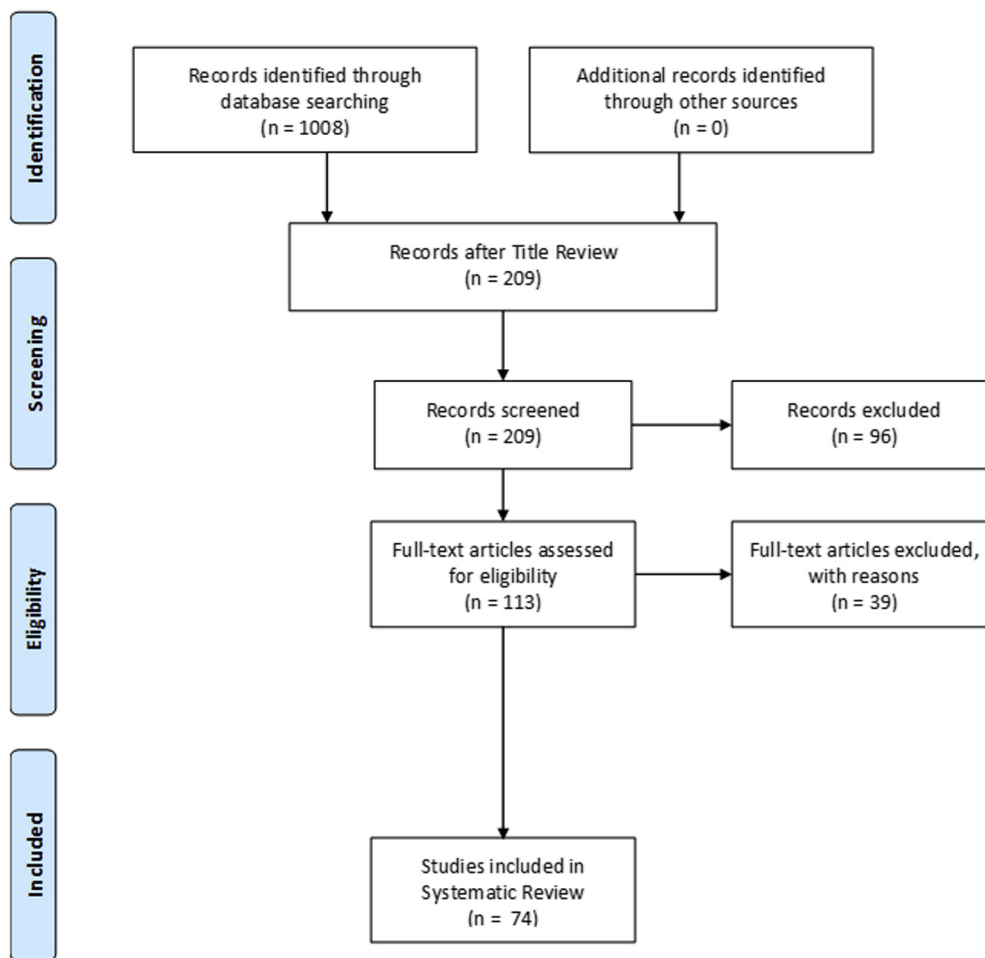 Identification
Records identified through
database searching
(n = 1008)
Additional records identified
through other sources
(n = 0)
Records after Title Review
(n = 209)
Screening
Records screened
(n = 209)
Records excluded
(n = 96)
Eligibility
Full-text articles assessed
for eligibility
(n = 113)
Full-text articles excluded,
with reasons
(n = 39)
Included
Studies included in
Systematic Review
(n = 74)